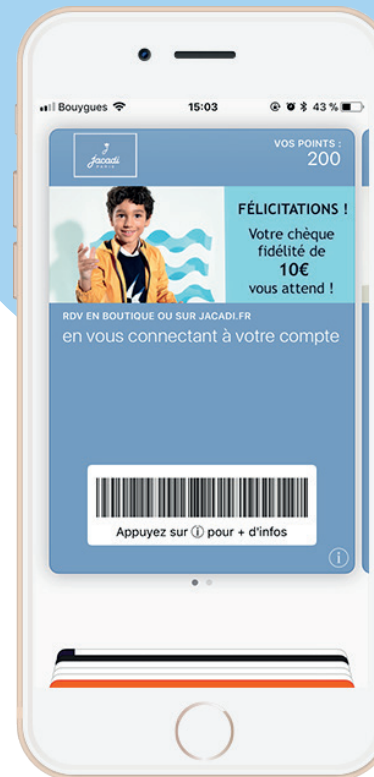 Bouygues 15:03 43 %
Jacadi
PARIS
VOS POINTS :
200
FÉLICITATIONS !
Votre chèque
fidélité de
10€
vous attend !
RDV EN BOUTIQUE OU SUR JACADI.FR
en vous connectant à votre compte
Appuyez sur ⓘ pour + d'infos